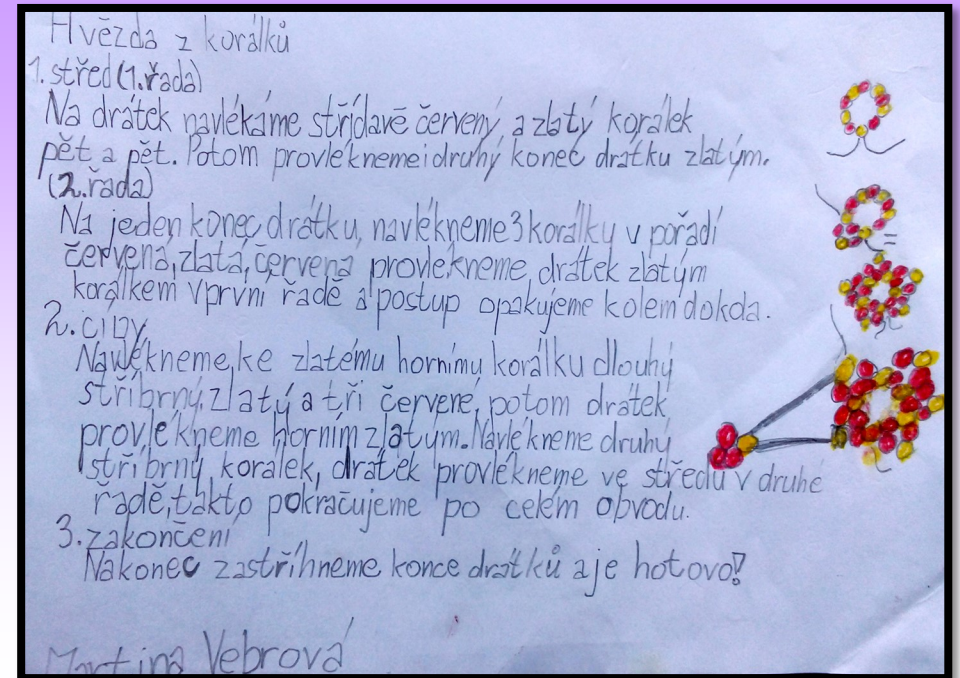 Hvězda z korálků
1. střed (1. řada)
Na drátek navlékáme střídavě červený, a zlatý korálek
pět a pět. Potom provlékneme i druhý konec drátku zlatým.
(2. řada)
Na jeden konec drátku, navlékneme 3 korálky v pořadí
červená, zlatá, červená provlékneme, drátek zlatým
korálkem v první řadě a postup opakujeme kolem dokola.
2. cípy
Navlékneme, ke zlatému hornímu korálku dlouhý
stříbrný, zlatý a tři červené, potom drátek
provlékneme horním zlatým. Navlékneme druhý
stříbrný korálek, drátek provlékneme ve středu v druhé
řadě, takto pokračujeme po celém obvodu.
3. zakončení
Nakonec zastřihneme konce drátků a je hotovo!
Martina Vebrová